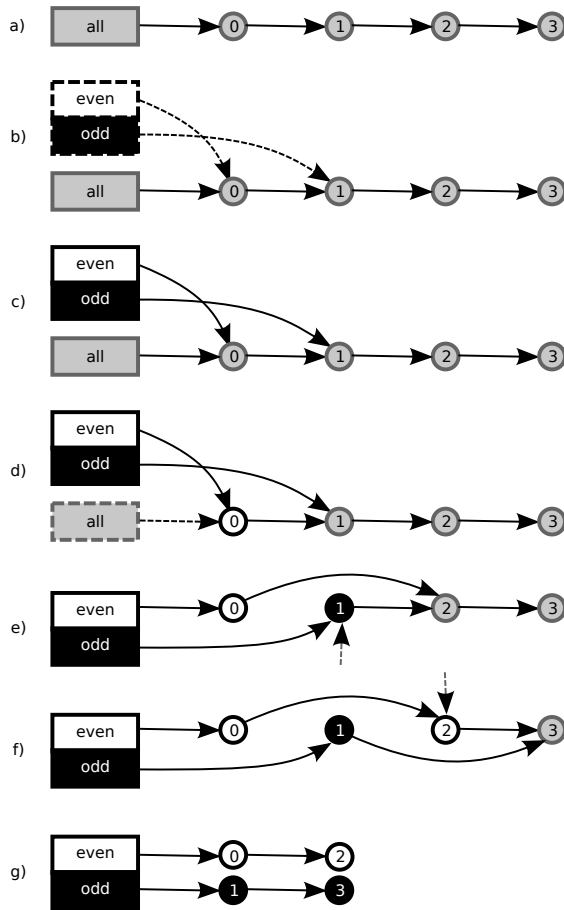 a) all 0 1 2 3
even
b) odd
all 0 1 2 3
even
c) odd
all 0 1 2 3
even
d) odd
all 0 1 2 3
e) even 0 1 2 3
odd
f) even 0 1 2 3
odd
even 0 2
g) odd 1 3